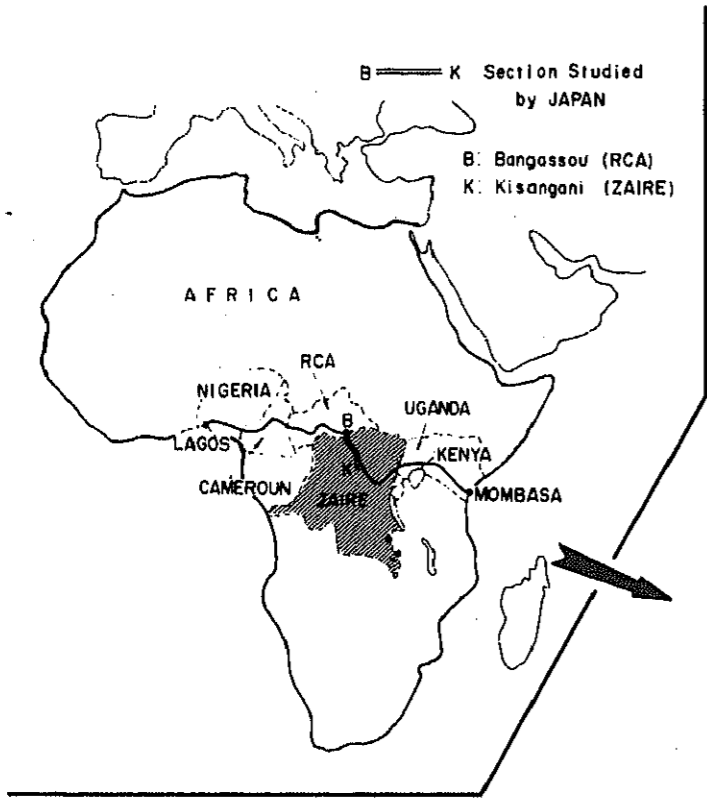 B ═══ K Section Studied
by JAPAN
B: Bangassou (RCA)
K: Kisangani (ZAIRE)
AFRICA
RCA
NIGERIA
B
UGANDA
LAGOS
KENYA
K
CAMEROUN
ZAIRE
MOMBASA